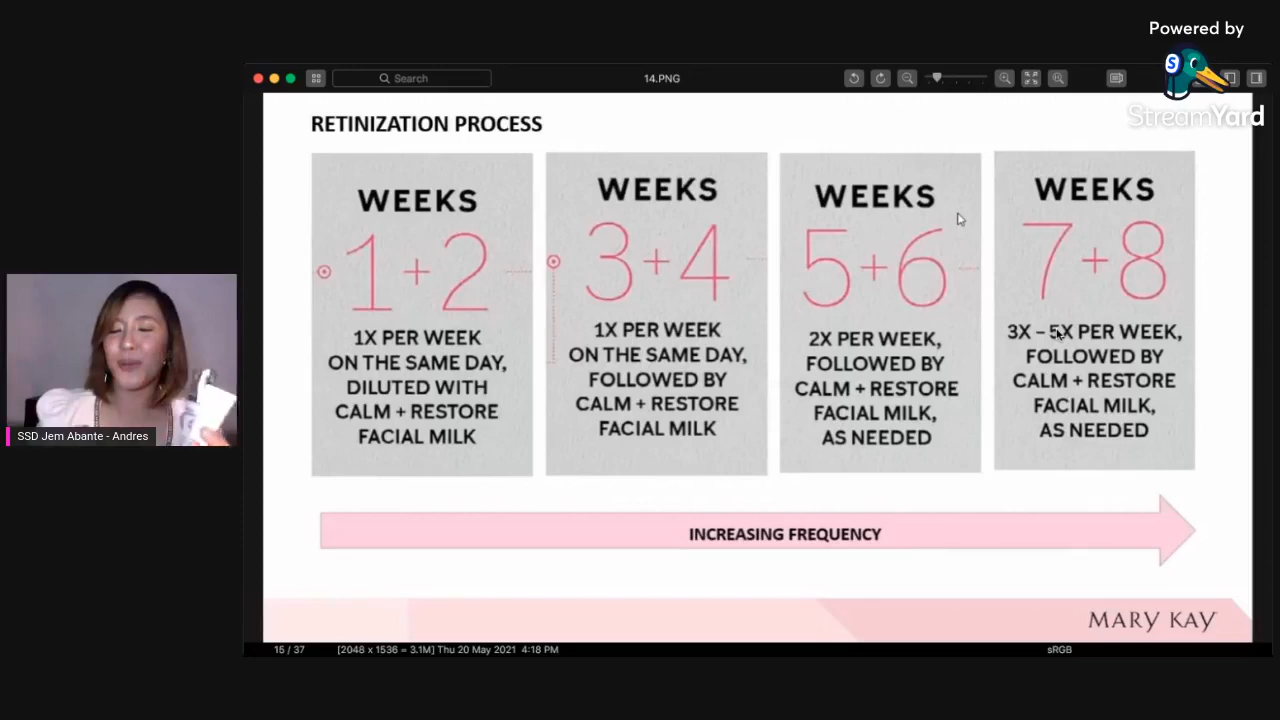 Powered by
StreamYard
Search
14.PNG
RETINIZATION PROCESS
WEEKS
1+2
1X PER WEEK
ON THE SAME DAY,
DILUTED WITH
CALM + RESTORE
FACIAL MILK
WEEKS
3+4
1X PER WEEK
ON THE SAME DAY,
FOLLOWED BY
CALM + RESTORE
FACIAL MILK
WEEKS
5+6
2X PER WEEK,
FOLLOWED BY
CALM + RESTORE
FACIAL MILK,
AS NEEDED
WEEKS
7+8
3X – 5X PER WEEK,
FOLLOWED BY
CALM + RESTORE
FACIAL MILK,
AS NEEDED
INCREASING FREQUENCY
MARY KAY
SSD Jem Abante - Andres
15 / 37
[2048 x 1536 = 3.1M] Thu 20 May 2021 4:18 PM
sRGB